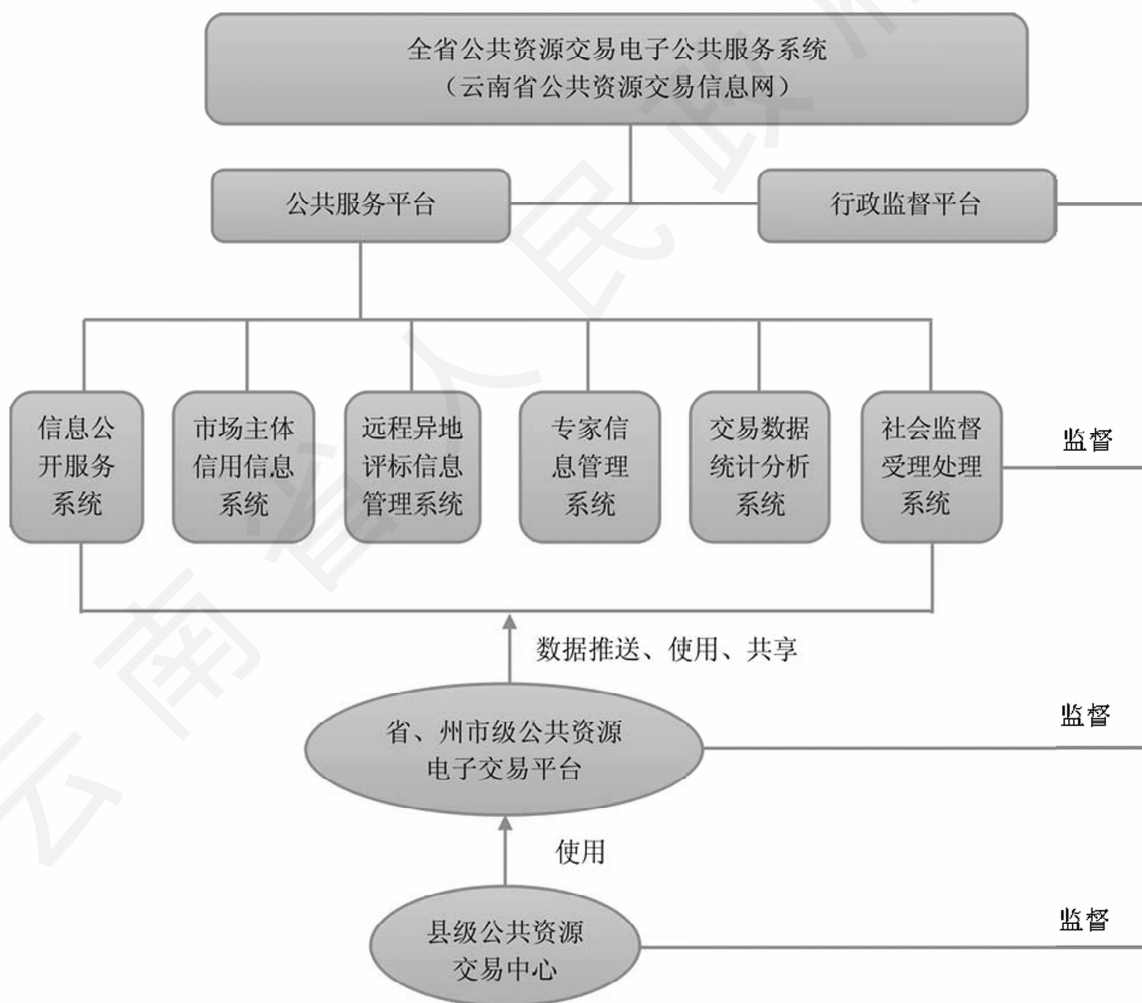 全省公共资源交易电子公共服务系统
（云南省公共资源交易信息网）
公共服务平台
行政监督平台
信息公
开服务
系统
市场主体
信用信息
系统
远程异地
评标信息
管理系统
专家信
息管理
系统
交易数据
统计分析
系统
社会监督
受理处理
系统
监督
数据推送、使用、共享
省、州市级公共资源
电子交易平台
监督
使用
县级公共资源
交易中心
监督
云南省人民政府